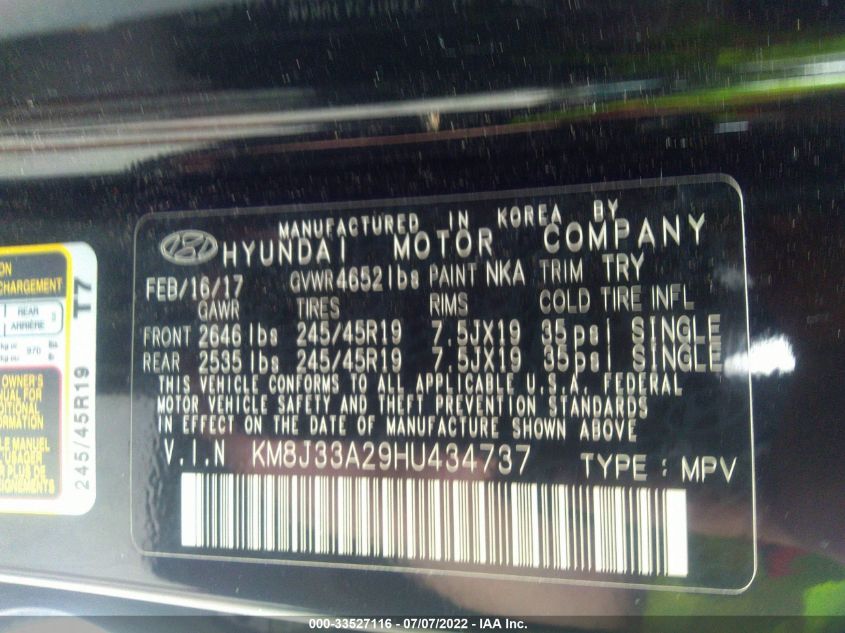 MANUFACTURED IN KOREA BY
HYUNDAI MOTOR COMPANY
FEB/16/17 GVWR 4652 lbs PAINT NKA TRIM TRY
GAWR TIRES RIMS COLD TIRE INFL
FRONT 2646 lbs 245/45R19 7.5JX19 35psi SINGLE
REAR 2535 lbs 245/45R19 7.5JX19 35psi SINGLE
THIS VEHICLE CONFORMS TO ALL APPLICABLE U.S.A. FEDERAL
MOTOR VEHICLE SAFETY AND THEFT PREVENTION STANDARDS
IN EFFECT ON THE DATE OF MANUFACTURE SHOWN ABOVE
V.I.N KM8J33A29HU434737 TYPE : MPV
CHARGEMENT
REAR
ARRIÈRE
OWNER'S
245/45R19 T7
000-33527116 - 07/07/2022 - IAA Inc.